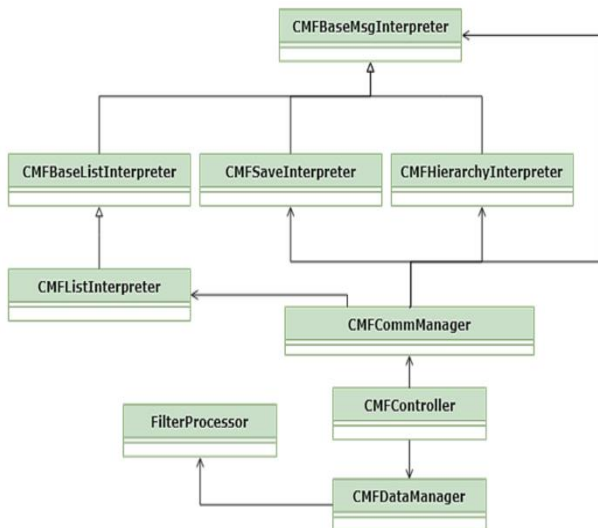 CMFBaseMsgInterpreter
CMFBaseListInterpreter
CMFSaveInterpreter
CMFHierarchyInterpreter
CMFListInterpreter
CMFCommManager
CMFController
FilterProcessor
CMFDataManager